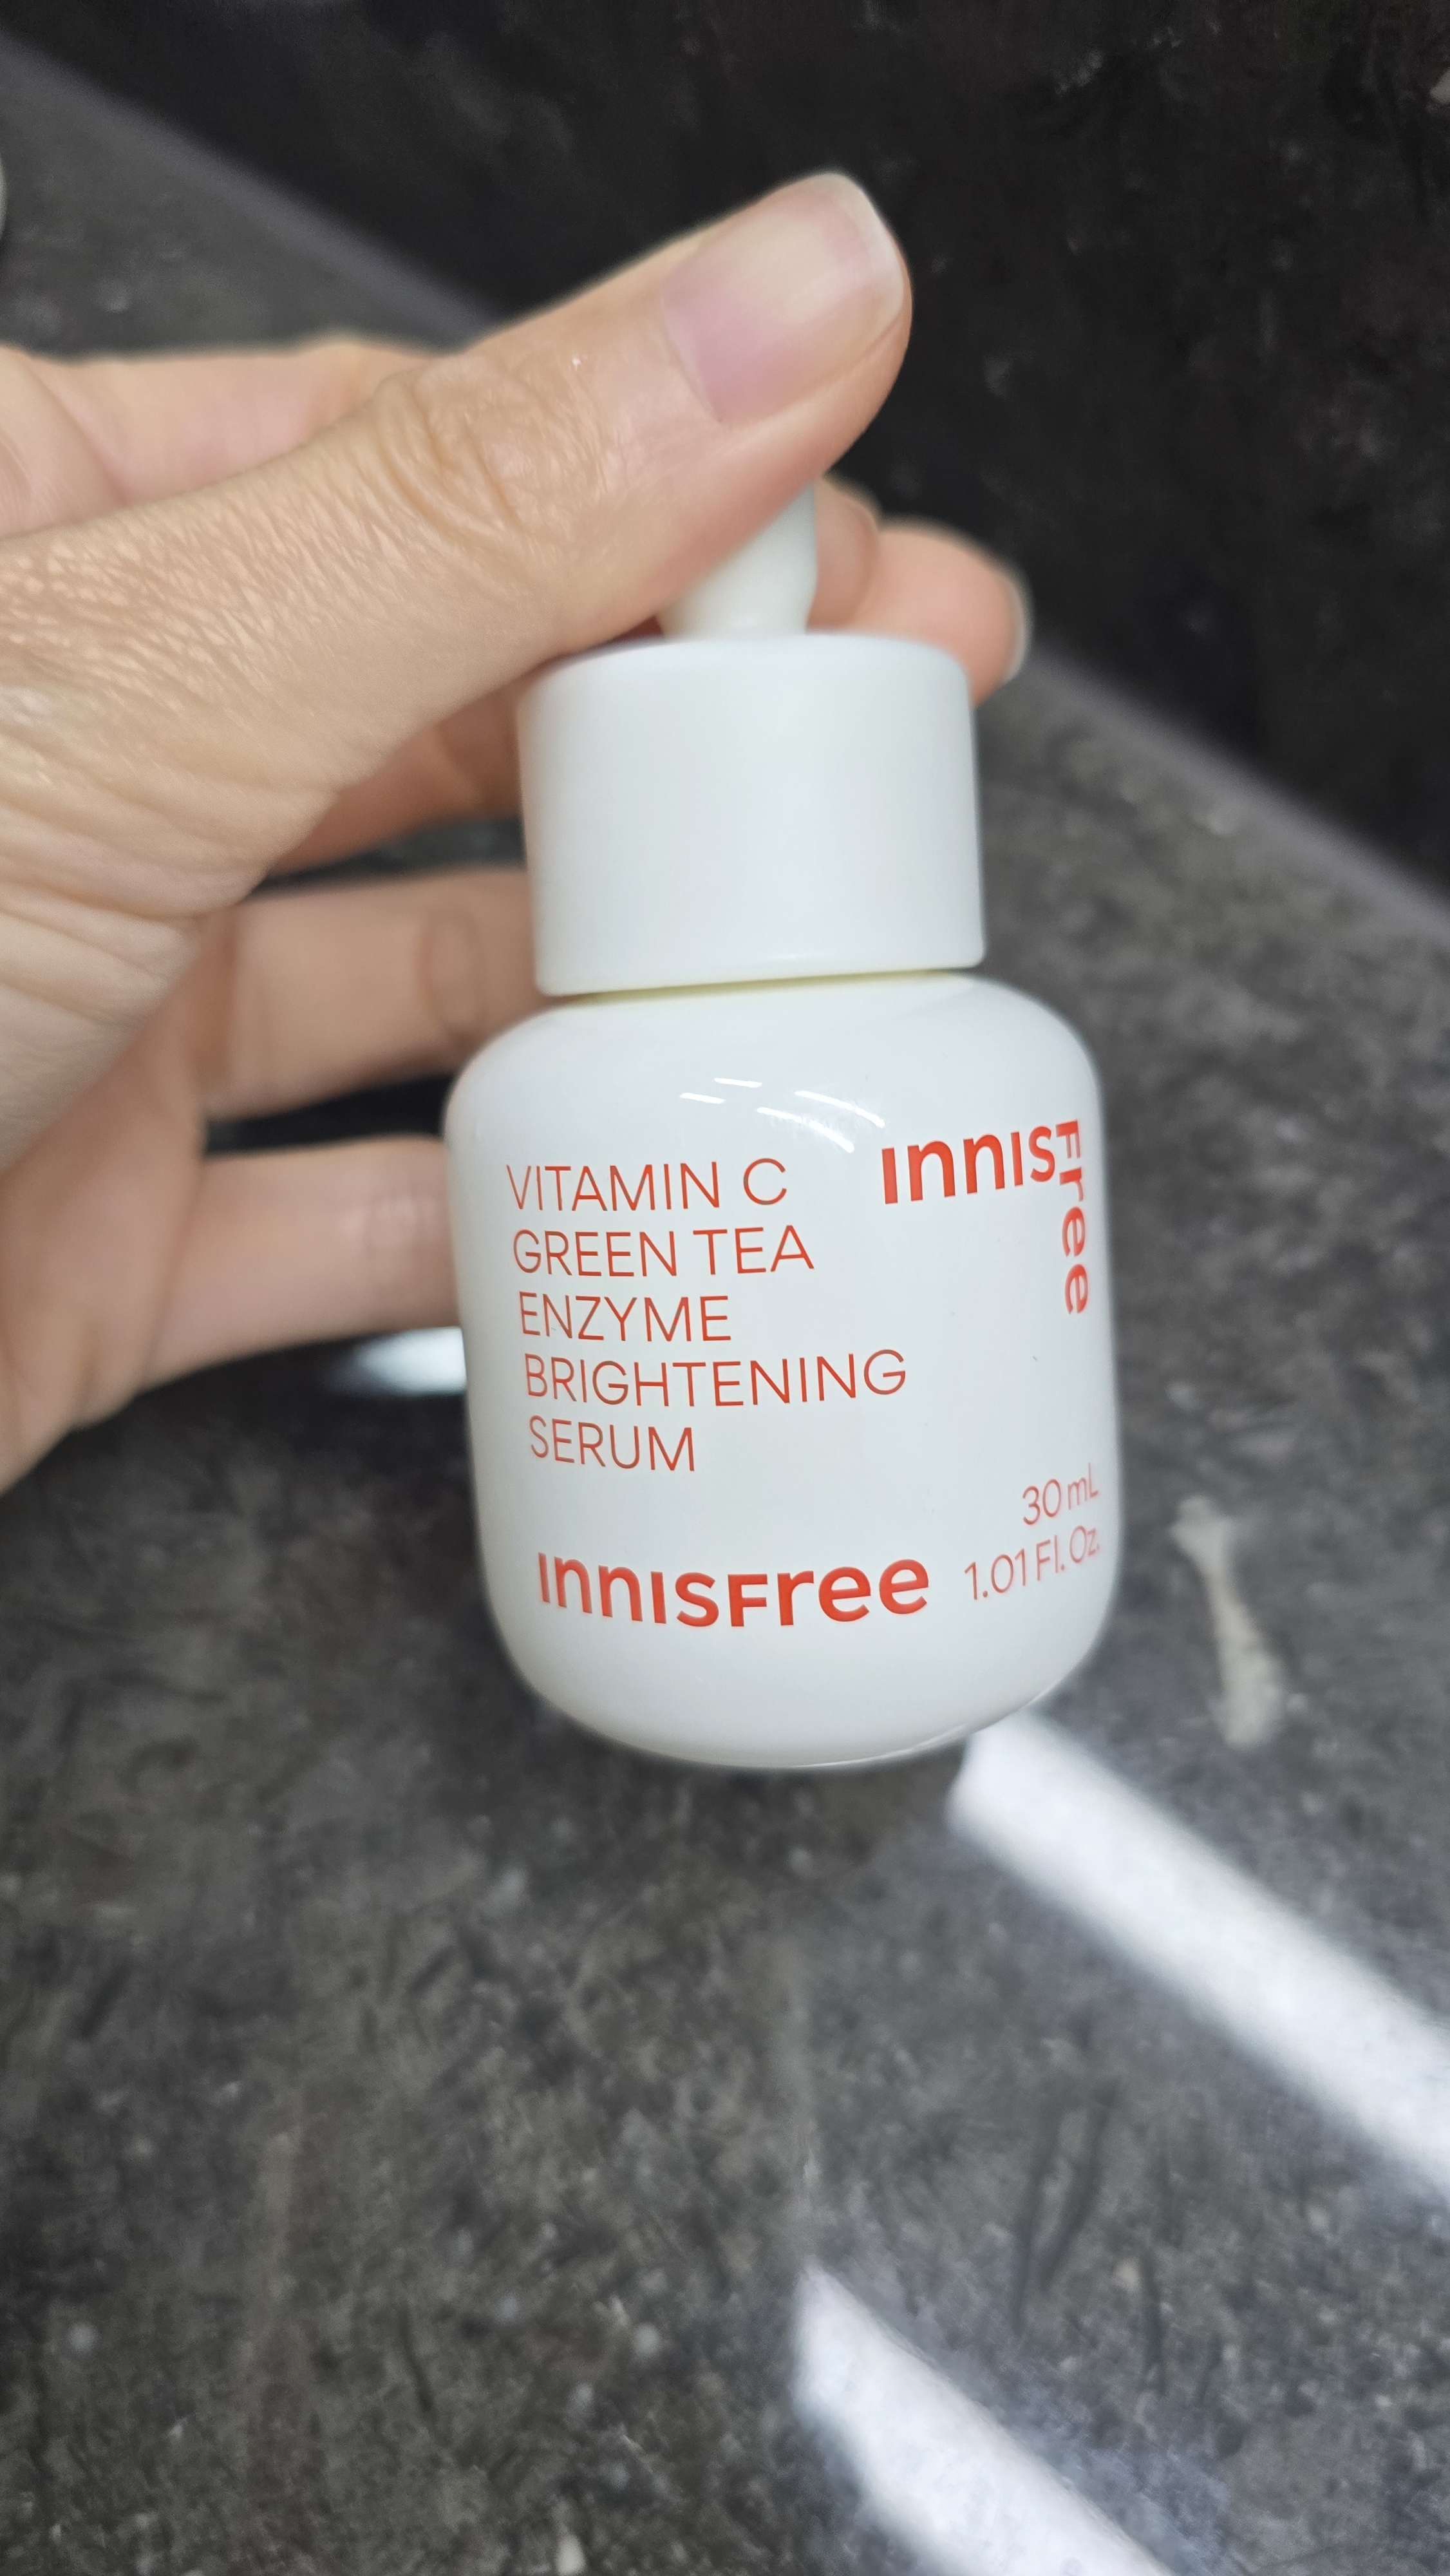 VITAMIN C
GREEN TEA
ENZYME
BRIGHTENING
SERUM
INNISFree
INNISFree
30 mL
1.01 Fl. Oz.